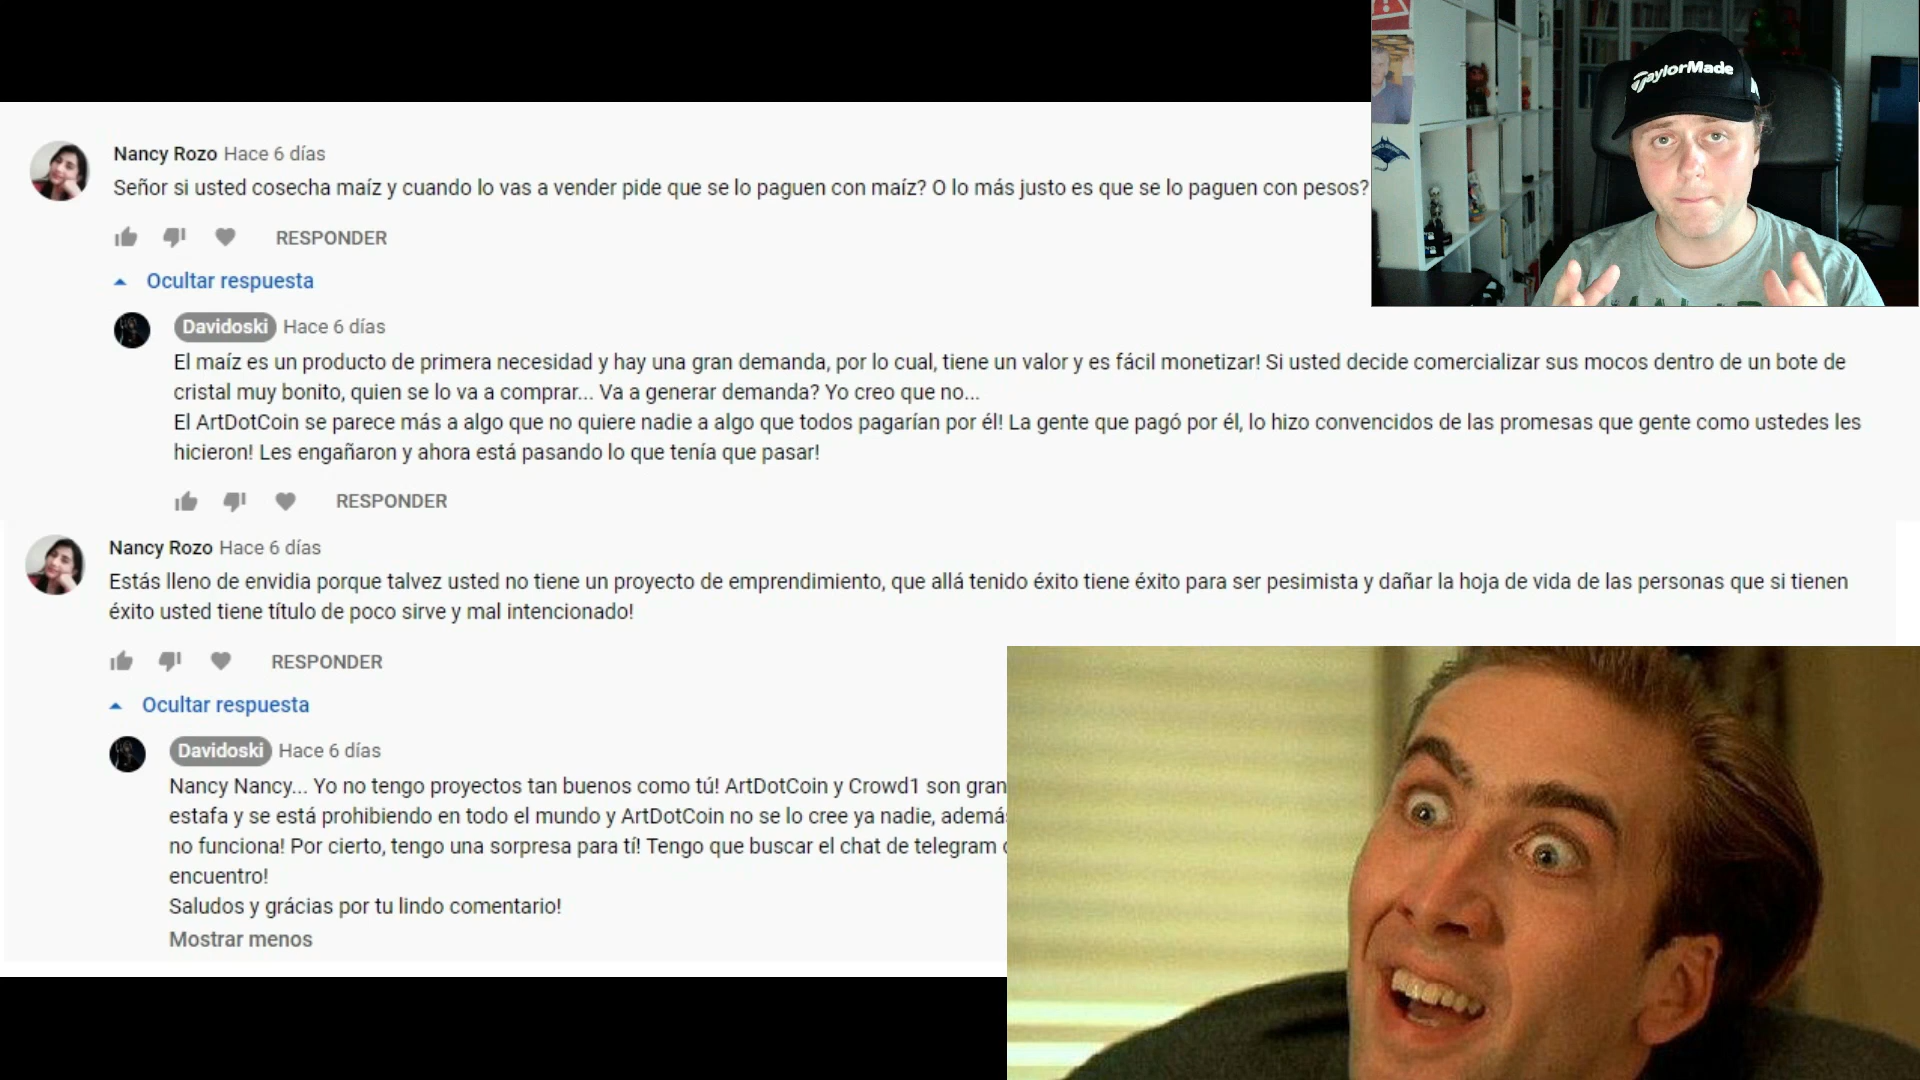 TaylorMade
Nancy Rozo Hace 6 días
Señor si usted cosecha maíz y cuando lo vas a vender pide que se lo paguen con maíz? O lo más justo es que se lo paguen con pesos?
RESPONDER
Ocultar respuesta
Davidoski Hace 6 días
El maíz es un producto de primera necesidad y hay una gran demanda, por lo cual, tiene un valor y es fácil monetizar! Si usted decide comercializar sus mocos dentro de un bote de
cristal muy bonito, quien se lo va a comprar... Va a generar demanda? Yo creo que no...
El ArtDotCoin se parece más a algo que no quiere nadie a algo que todos pagarían por él! La gente que pagó por él, lo hizo convencidos de las promesas que gente como ustedes les
hicieron! Les engañaron y ahora está pasando lo que tenía que pasar!
RESPONDER
Nancy Rozo Hace 6 días
Estás lleno de envidia porque talvez usted no tiene un proyecto de emprendimiento, que allá tenido éxito tiene éxito para ser pesimista y dañar la hoja de vida de las personas que si tienen
éxito usted tiene título de poco sirve y mal intencionado!
RESPONDER
Ocultar respuesta
Davidoski Hace 6 días
Nancy Nancy... Yo no tengo proyectos tan buenos como tú! ArtDotCoin y Crowd1 son gran
estafa y se está prohibiendo en todo el mundo y ArtDotCoin no se lo cree ya nadie, ademá
no funciona! Por cierto, tengo una sorpresa para tí! Tengo que buscar el chat de telegram
encuentro!
Saludos y grácias por tu lindo comentario!
Mostrar menos